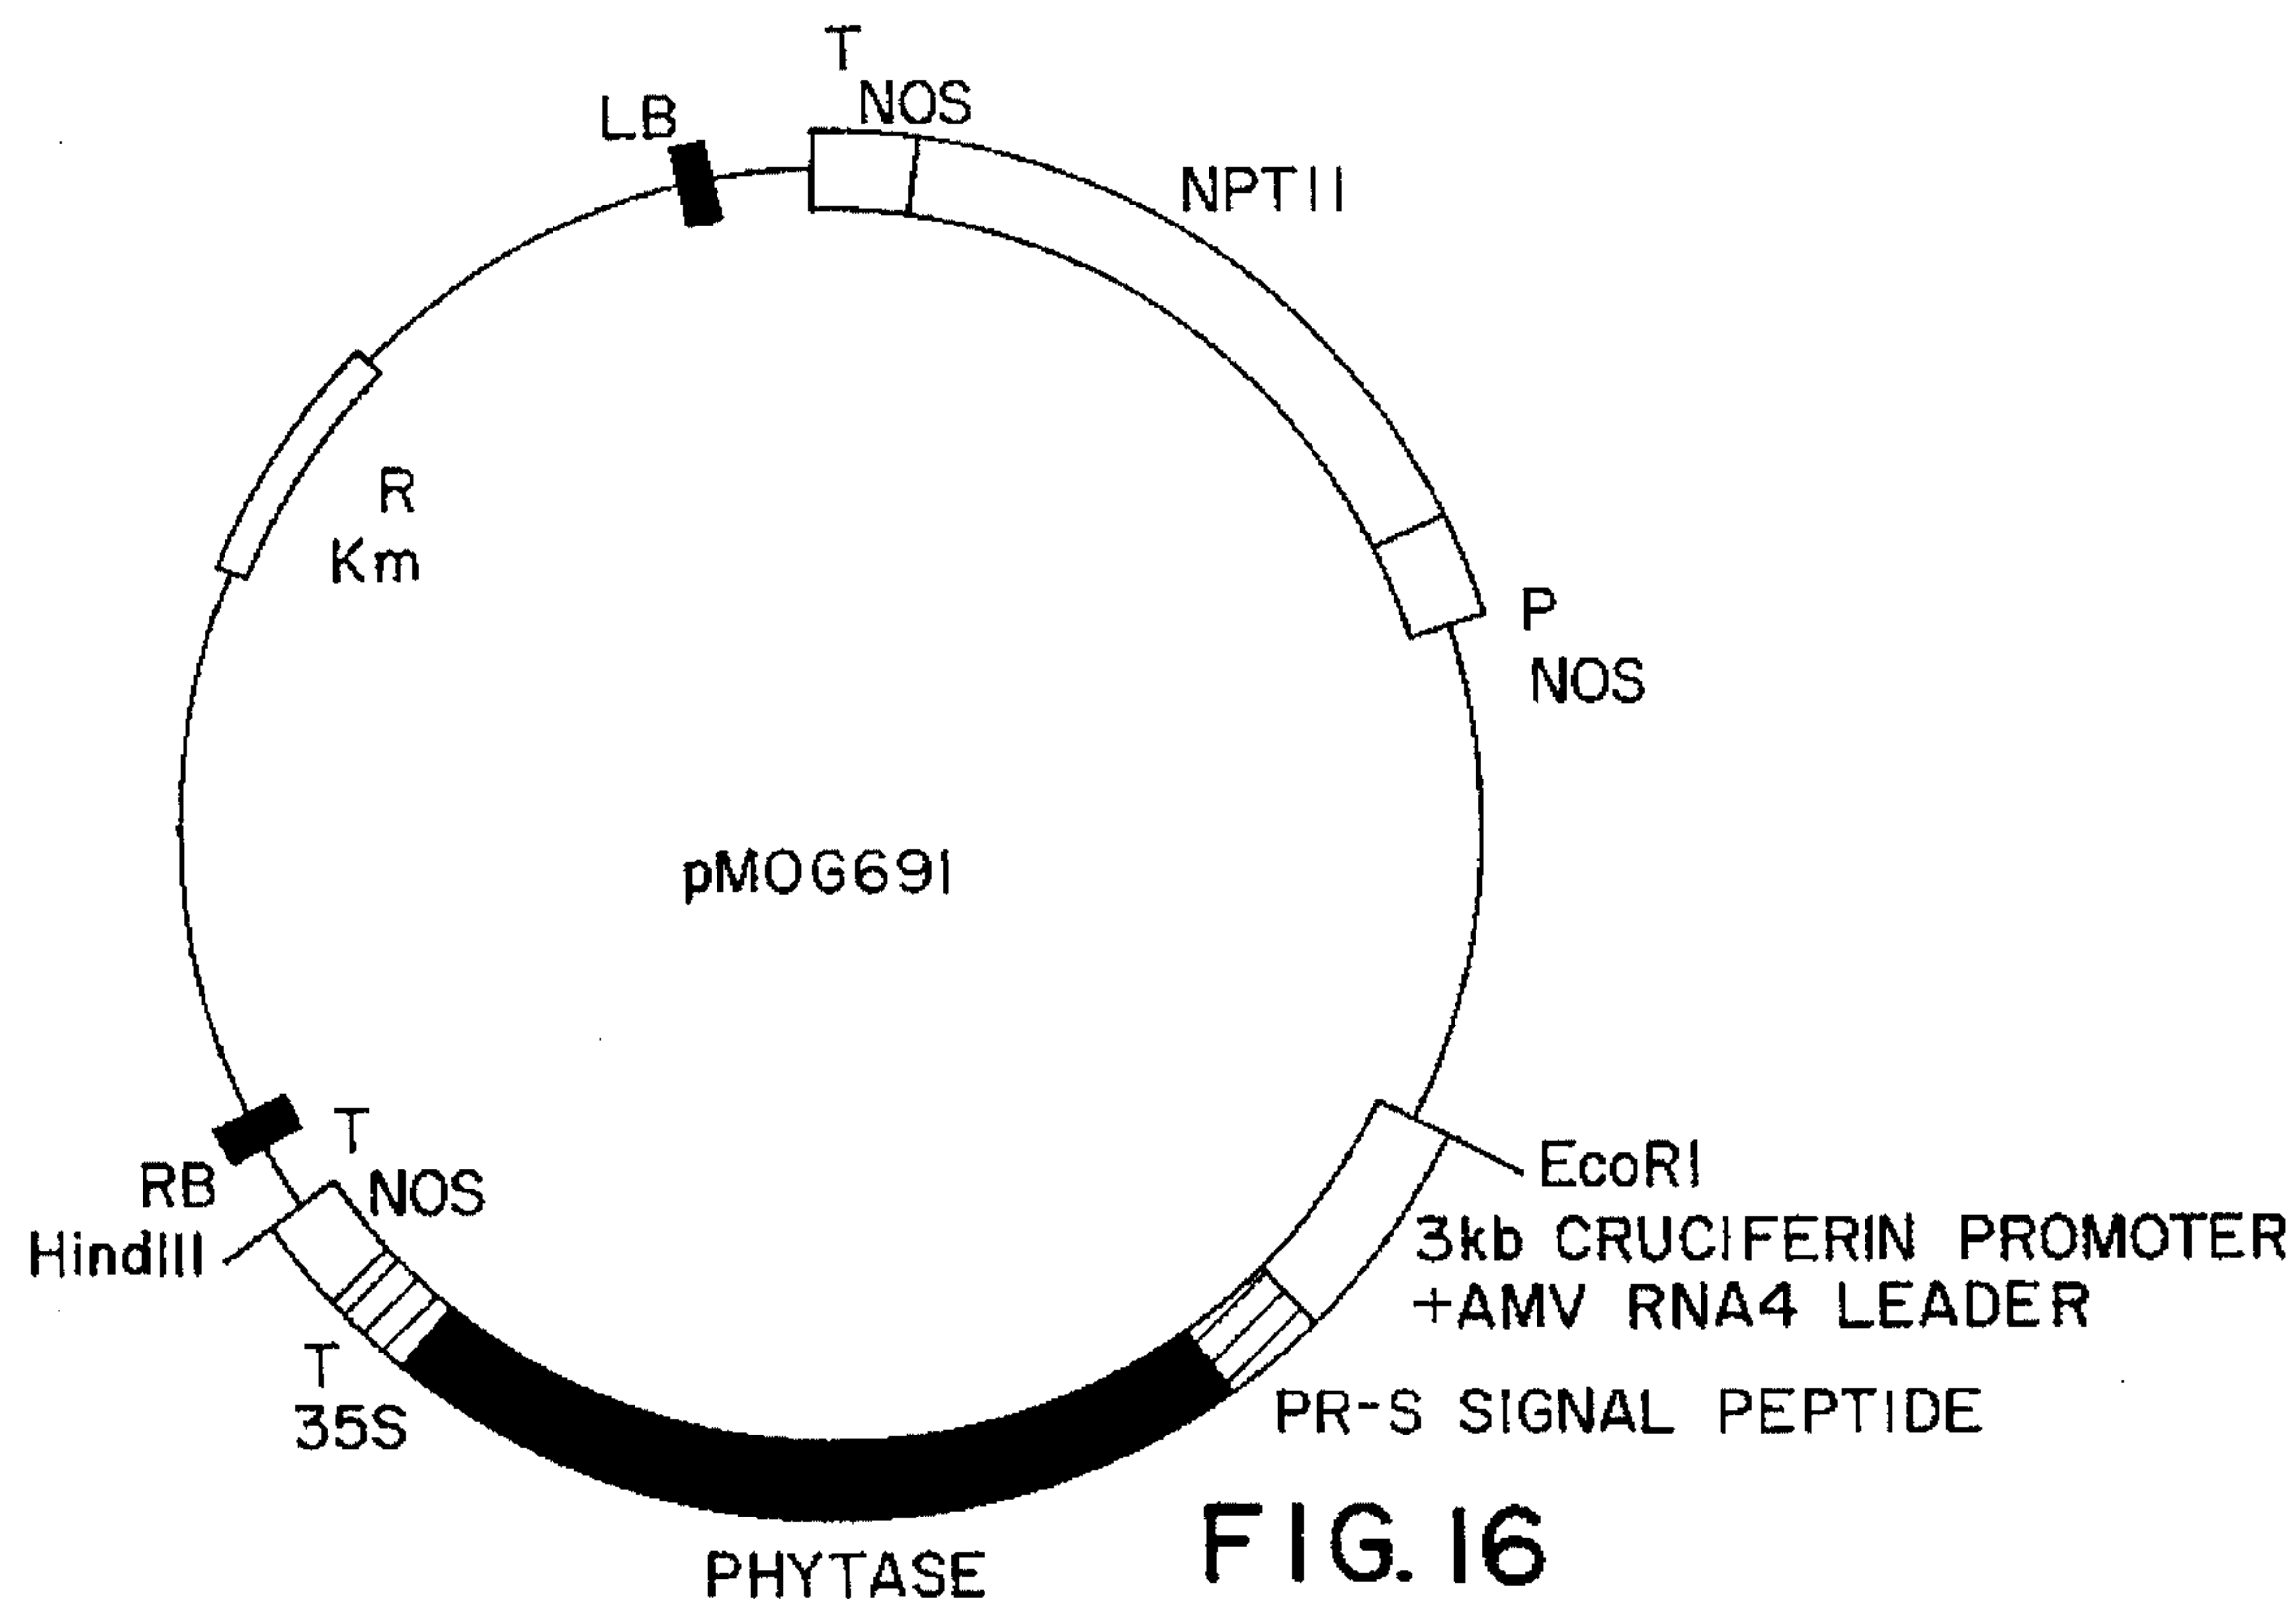 T
NOS
LB
NPTII
R
Km
P
NOS
pMOG691
T
NOS
RB
HindIII
EcoRI
3kb CRUCIFERIN PROMOTER
+AMV RNA4 LEADER
T
35S
PR-S SIGNAL PEPTIDE
PHYTASE
FIG. 16